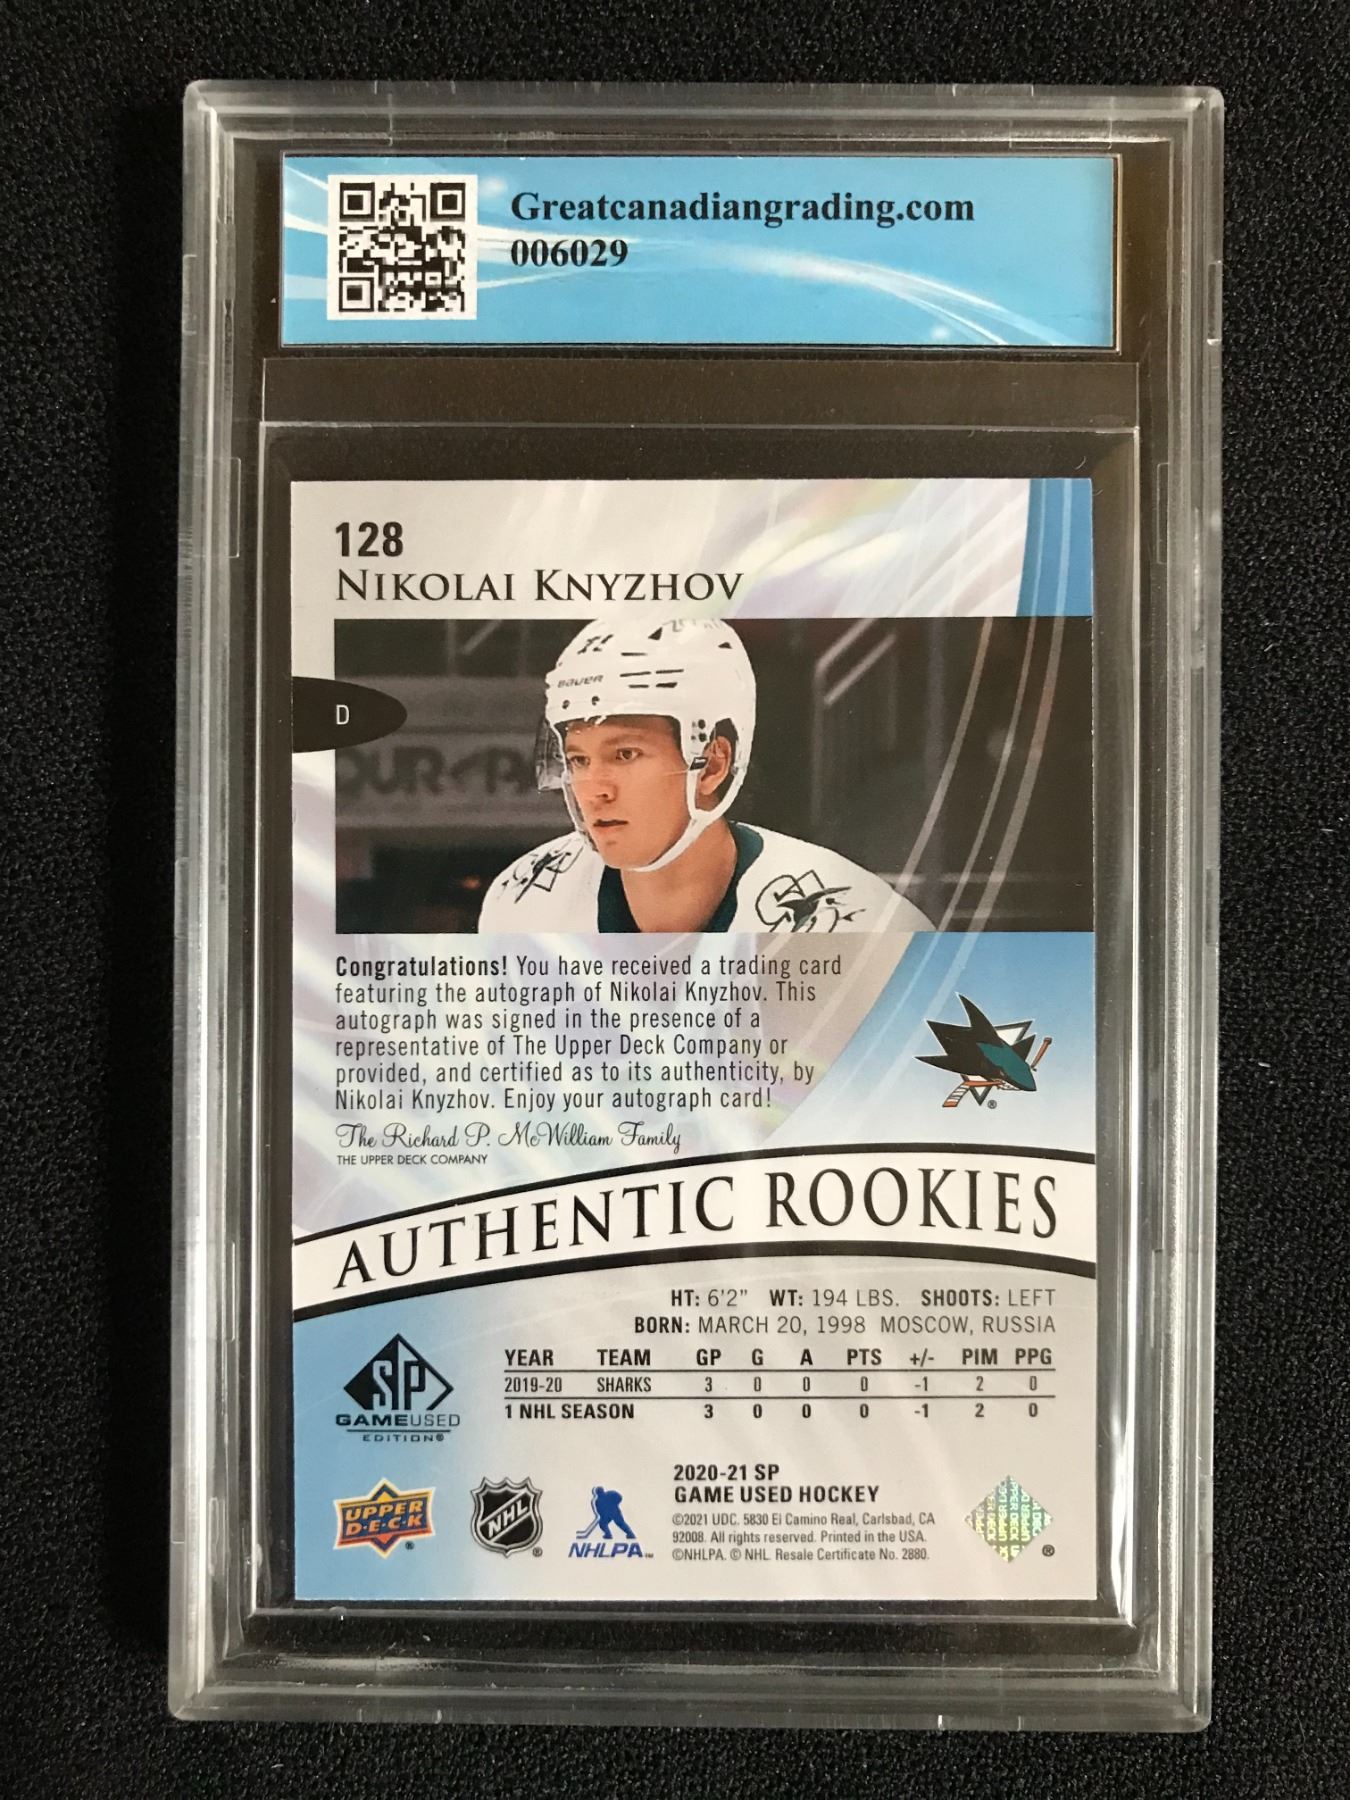 Greatcanadiangrading.com
006029
128
NIKOLAI KNYZHOV
BAUER
D
Congratulations! You have received a trading card
featuring the autograph of Nikolai Knyzhov. This
autograph was signed in the presence of a
representative of The Upper Deck Company or
provided, and certified as to its authenticity, by
Nikolai Knyzhov. Enjoy your autograph card!
The Richard P. McWilliam Family
THE UPPER DECK COMPANY
AUTHENTIC ROOKIES
HT: 6'2" WT: 194 LBS. SHOOTS: LEFT
BORN: MARCH 20, 1998 MOSCOW, RUSSIA
YEAR TEAM GP G A PTS +/- PIM PPG
2019-20 SHARKS 3 0 0 0 -1 2 0
1 NHL SEASON 3 0 0 0 -1 2 0
SP
GAMEUSED
EDITION®
UPPER
D·E·C·K
®
NHL
®
NHLPA™
2020-21 SP
GAME USED HOCKEY
©2021 UDC. 5830 El Camino Real, Carlsbad, CA
92008. All rights reserved. Printed in the USA.
©NHLPA. © NHL. Resale Certificate No. 2880.
®